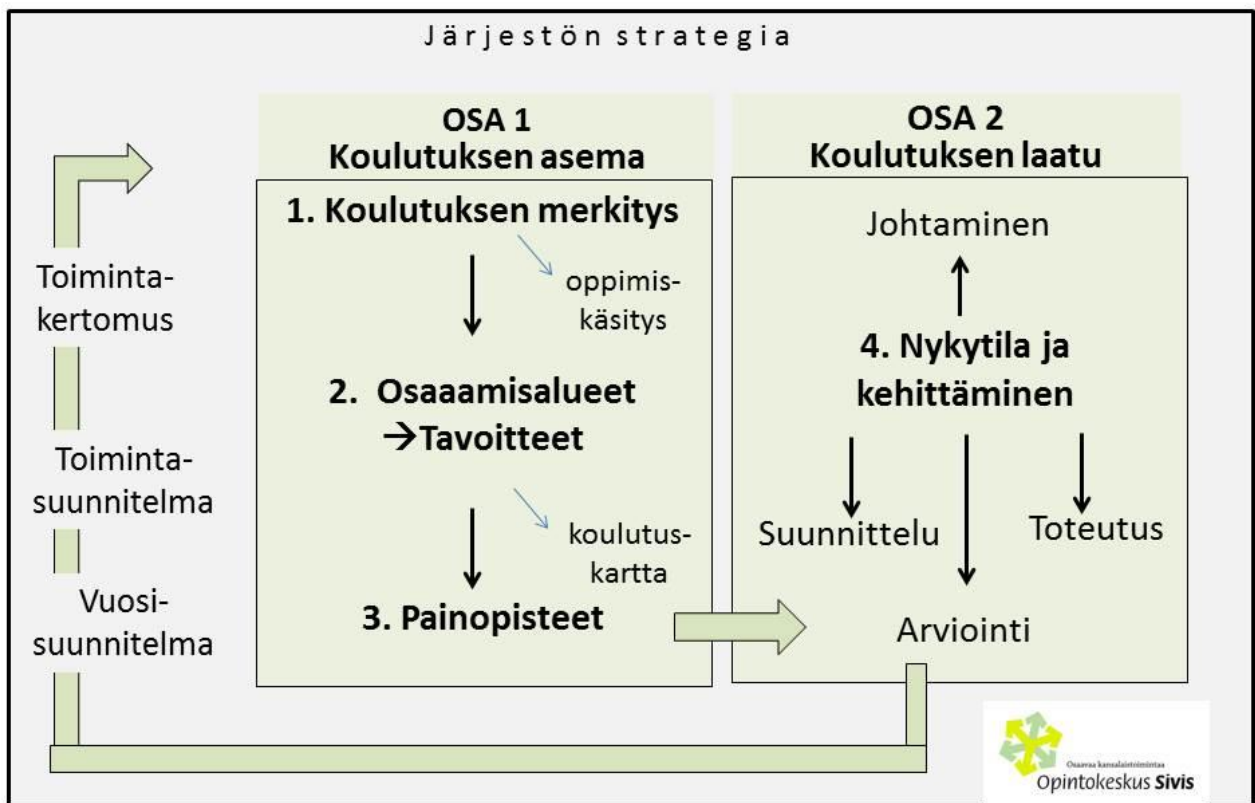 Järjestön strategia
OSA 1
Koulutuksen asema
1. Koulutuksen merkitys
oppimis-
käsitys
2. Osaaamisalueet
→Tavoitteet
koulutus-
kartta
3. Painopisteet
OSA 2
Koulutuksen laatu
Johtaminen
4. Nykytila ja
kehittäminen
Suunnittelu
Toteutus
Arviointi
Toiminta-
kertomus
Toiminta-
suunnitelma
Vuosi-
suunnitelma
Osaavaa kansalaistoimintaa
Opintokeskus Sivis